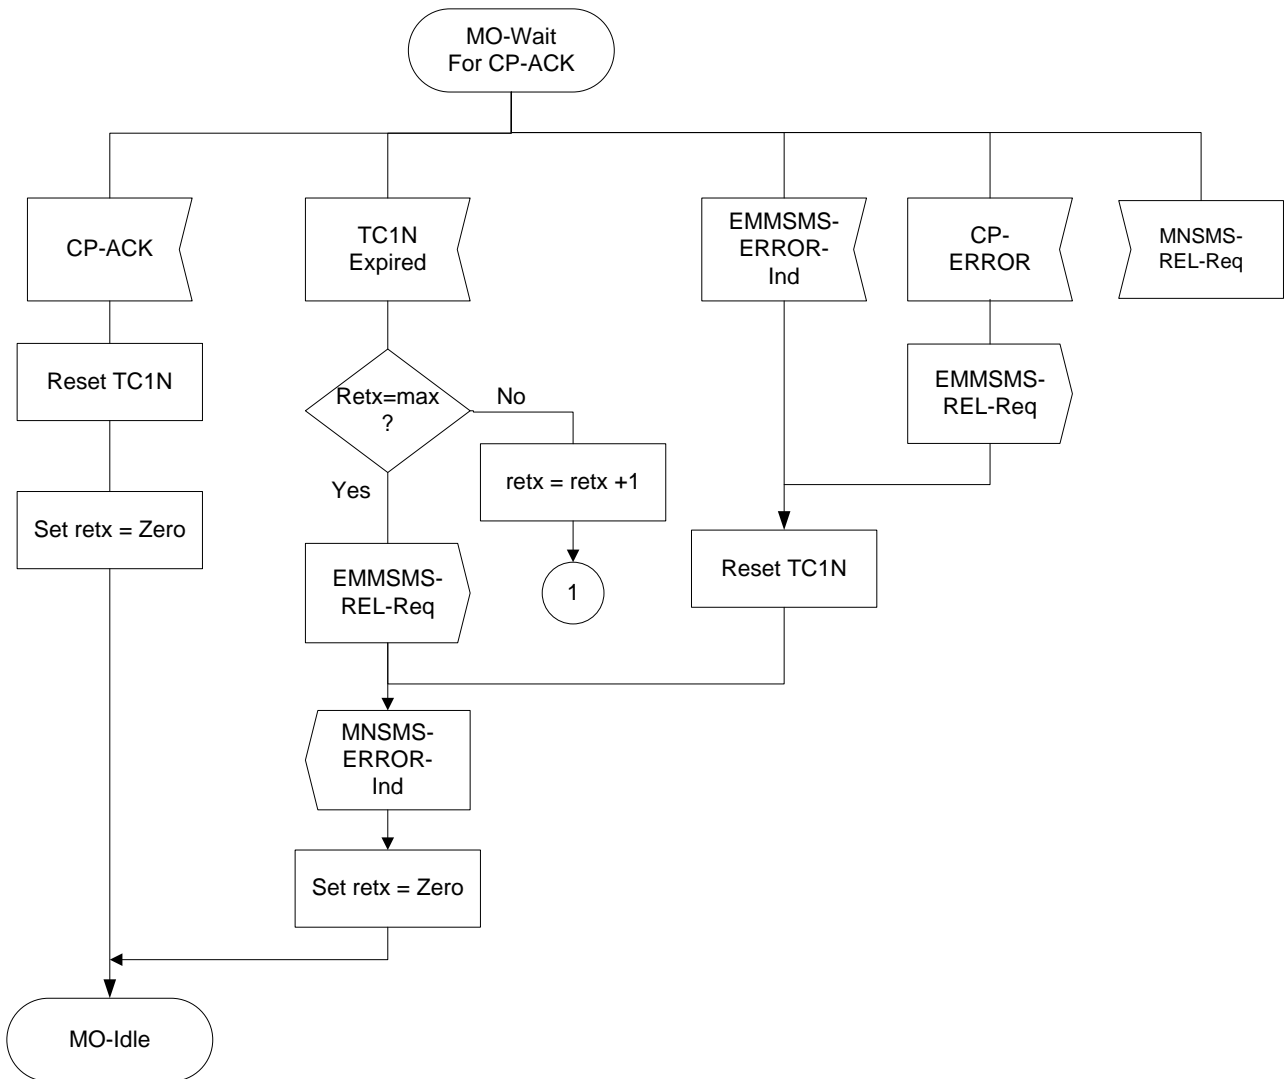 MO-Wait
For CP-ACK
CP-ACK
TC1N
Expired
EMMSMS-
ERROR-
Ind
CP-
ERROR
MNSMS-
REL-Req
Reset TC1N
Retx=max
?
No
EMMSMS-
REL-Req
Yes
retx = retx +1
Set retx = Zero
EMMSMS-
REL-Req
1
Reset TC1N
MNSMS-
ERROR-
Ind
Set retx = Zero
MO-Idle